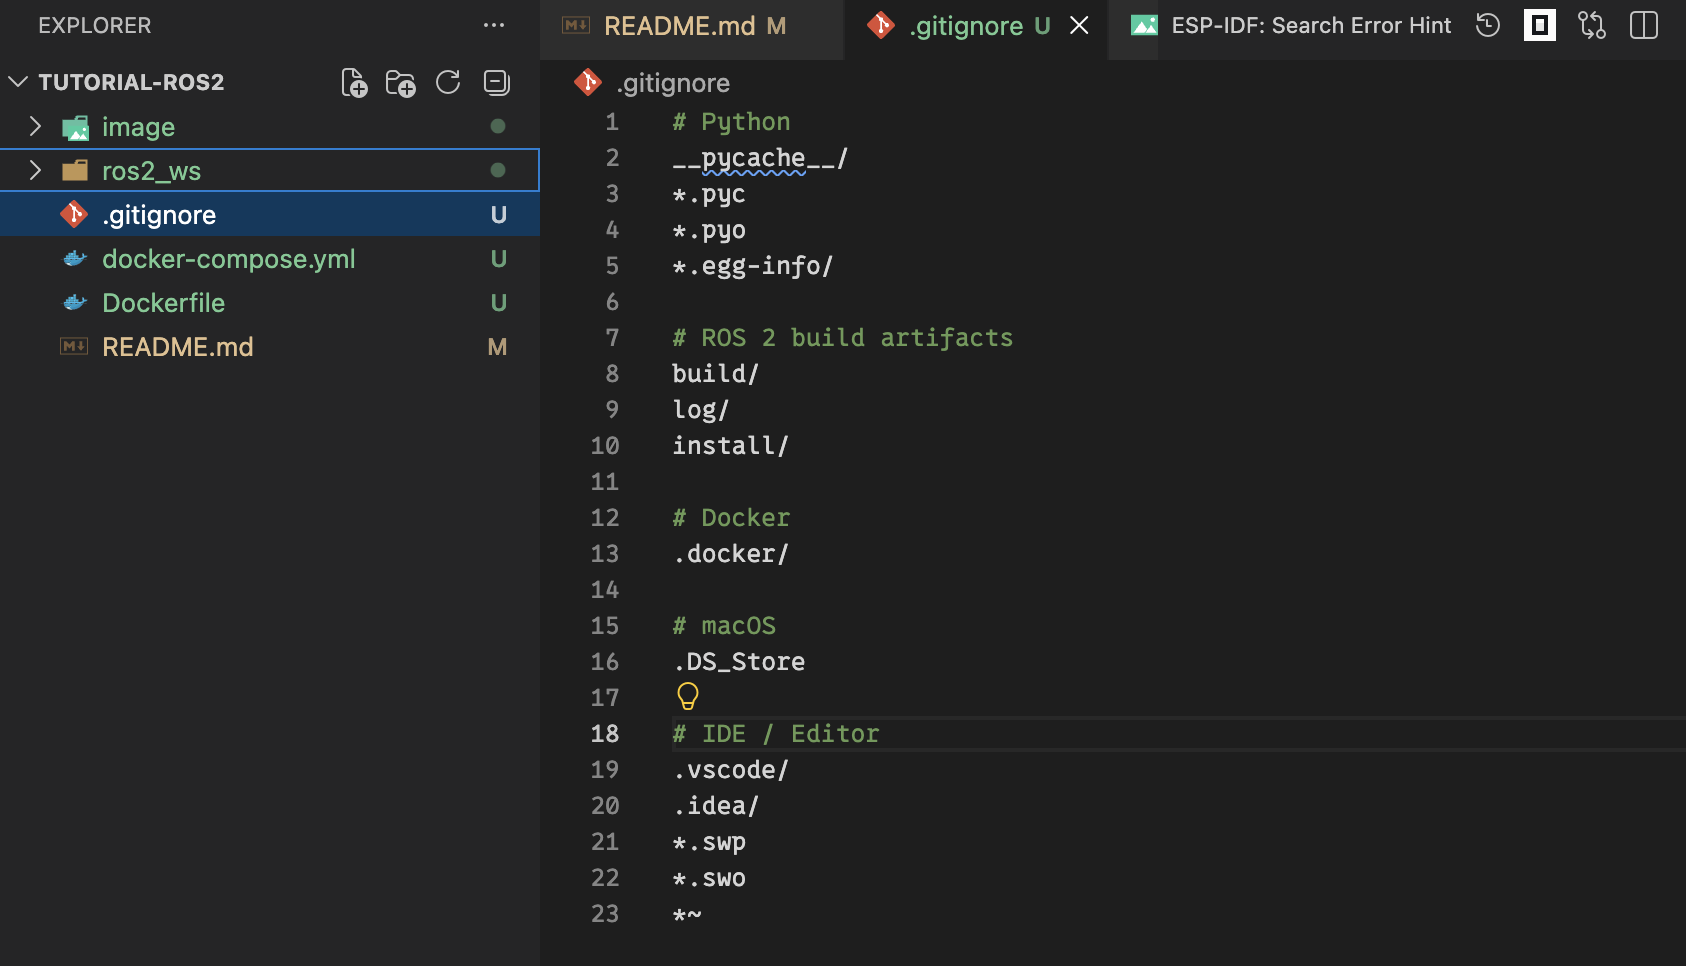 EXPLORER
TUTORIAL-ROS2
image
ros2_ws
.gitignore U
docker-compose.yml U
Dockerfile U
README.md M
README.md M
.gitignore U
ESP-IDF: Search Error Hint
.gitignore
1 # Python
2 __pycache__/
3 *.pyc
4 *.pyo
5 *.egg-info/
6
7 # ROS 2 build artifacts
8 build/
9 log/
10 install/
11
12 # Docker
13 .docker/
14
15 # macOS
16 .DS_Store
17
18 # IDE / Editor
19 .vscode/
20 .idea/
21 *.swp
22 *.swo
23 *~